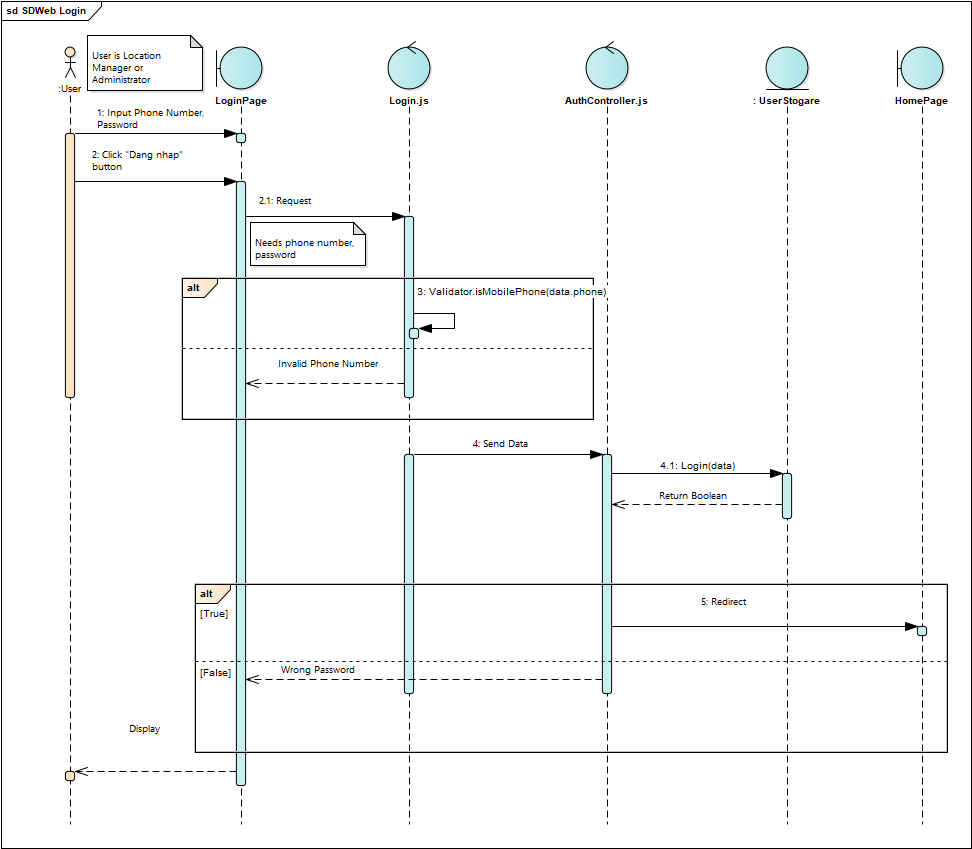 sd SDWeb Login
User is Location
Manager or
Administrator
:User
LoginPage
Login.js
AuthController.js
: UserStogare
HomePage
1: Input Phone Number,
Password
2: Click "Dang nhap"
button
2.1: Request
Needs phone number,
password
alt
3: Validator.isMobilePhone(data.phone)
Invalid Phone Number
4: Send Data
4.1: Login(data)
Return Boolean
alt
[True]
5: Redirect
[False]
Wrong Password
Display